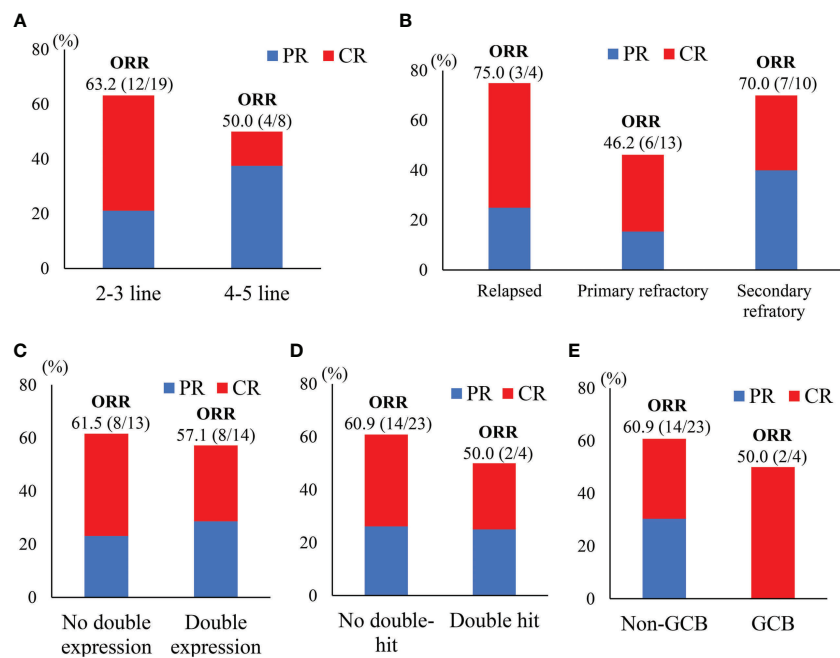 A
(%)
PR CR
80
60
40
20
0
ORR
63.2 (12/19)
ORR
50.0 (4/8)
2-3 line
4-5 line
B
(%)
PR CR
80
60
40
20
0
ORR
75.0 (3/4)
ORR
46.2 (6/13)
ORR
70.0 (7/10)
Relapsed
Primary refractory
Secondary
refratory
C
(%)
PR CR
80
60
40
20
0
ORR
61.5 (8/13)
ORR
57.1 (8/14)
No double
expression
Double
expression
D
(%)
PR CR
80
60
40
20
0
ORR
60.9 (14/23)
ORR
50.0 (2/4)
No double-
hit
Double hit
E
(%)
PR CR
80
60
40
20
0
ORR
60.9 (14/23)
ORR
50.0 (2/4)
Non-GCB
GCB